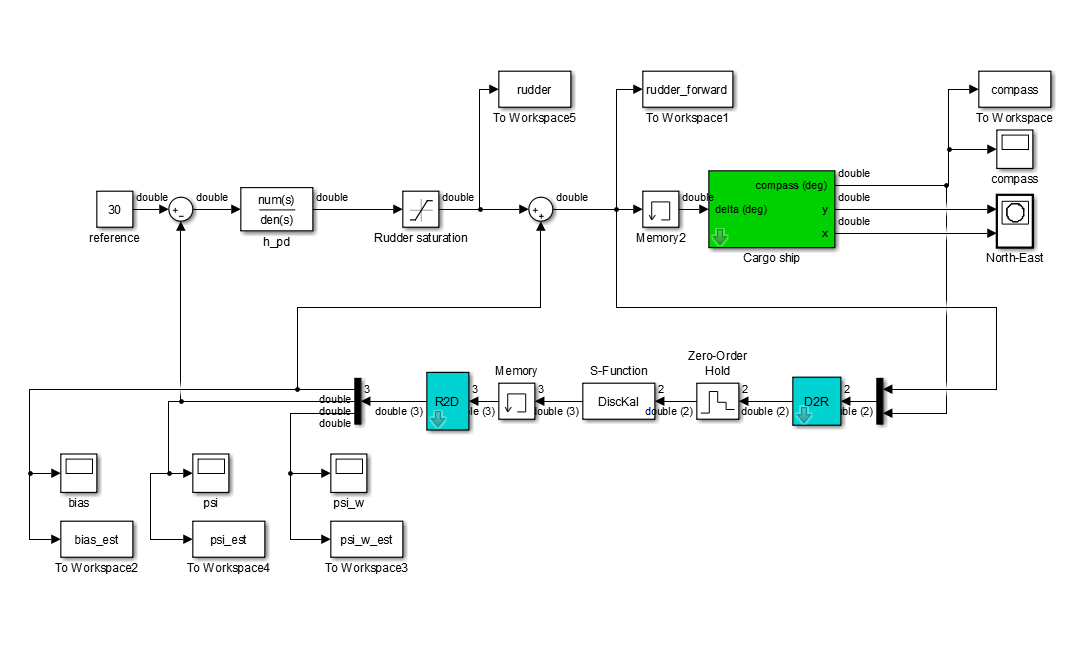 rudder
To Workspace5
rudder_forward
To Workspace1
compass
To Workspace
compass
double
double
30
reference
+
-
double
num(s)
den(s)
h_pd
double
Rudder saturation
double
+
+
double
Memory2
double
compass (deg)
delta (deg)
y
x
Cargo ship
double
double
double
North-East
3
double
double
double
double (3)
R2D
3
le (3)
Memory
3
double (3)
S-Function
DiscKal
2
double (2)
Zero-Order
Hold
2
double (2)
D2R
2
ble (2)
bias
psi
psi_w
bias_est
To Workspace2
psi_est
To Workspace4
psi_w_est
To Workspace3